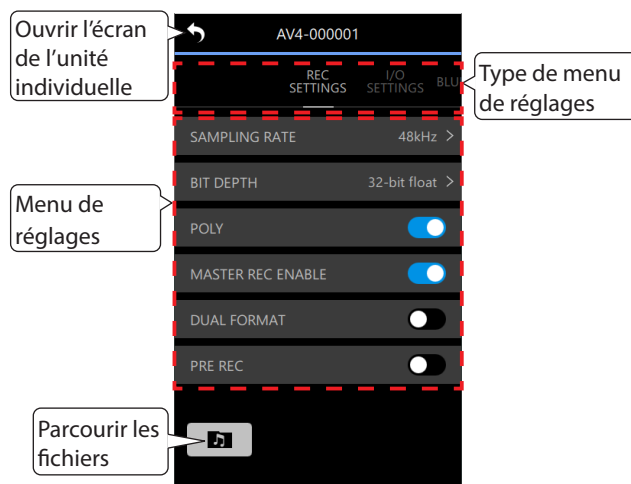 Ouvrir l'écran
de l'unité
individuelle
AV4-000001
REC
SETTINGS
I/O
SETTINGS
BLU
Type de menu
de réglages
SAMPLING RATE 48kHz >
BIT DEPTH 32-bit float >
Menu de
réglages
POLY
MASTER REC ENABLE
DUAL FORMAT
PRE REC
Parcourir les
fichiers